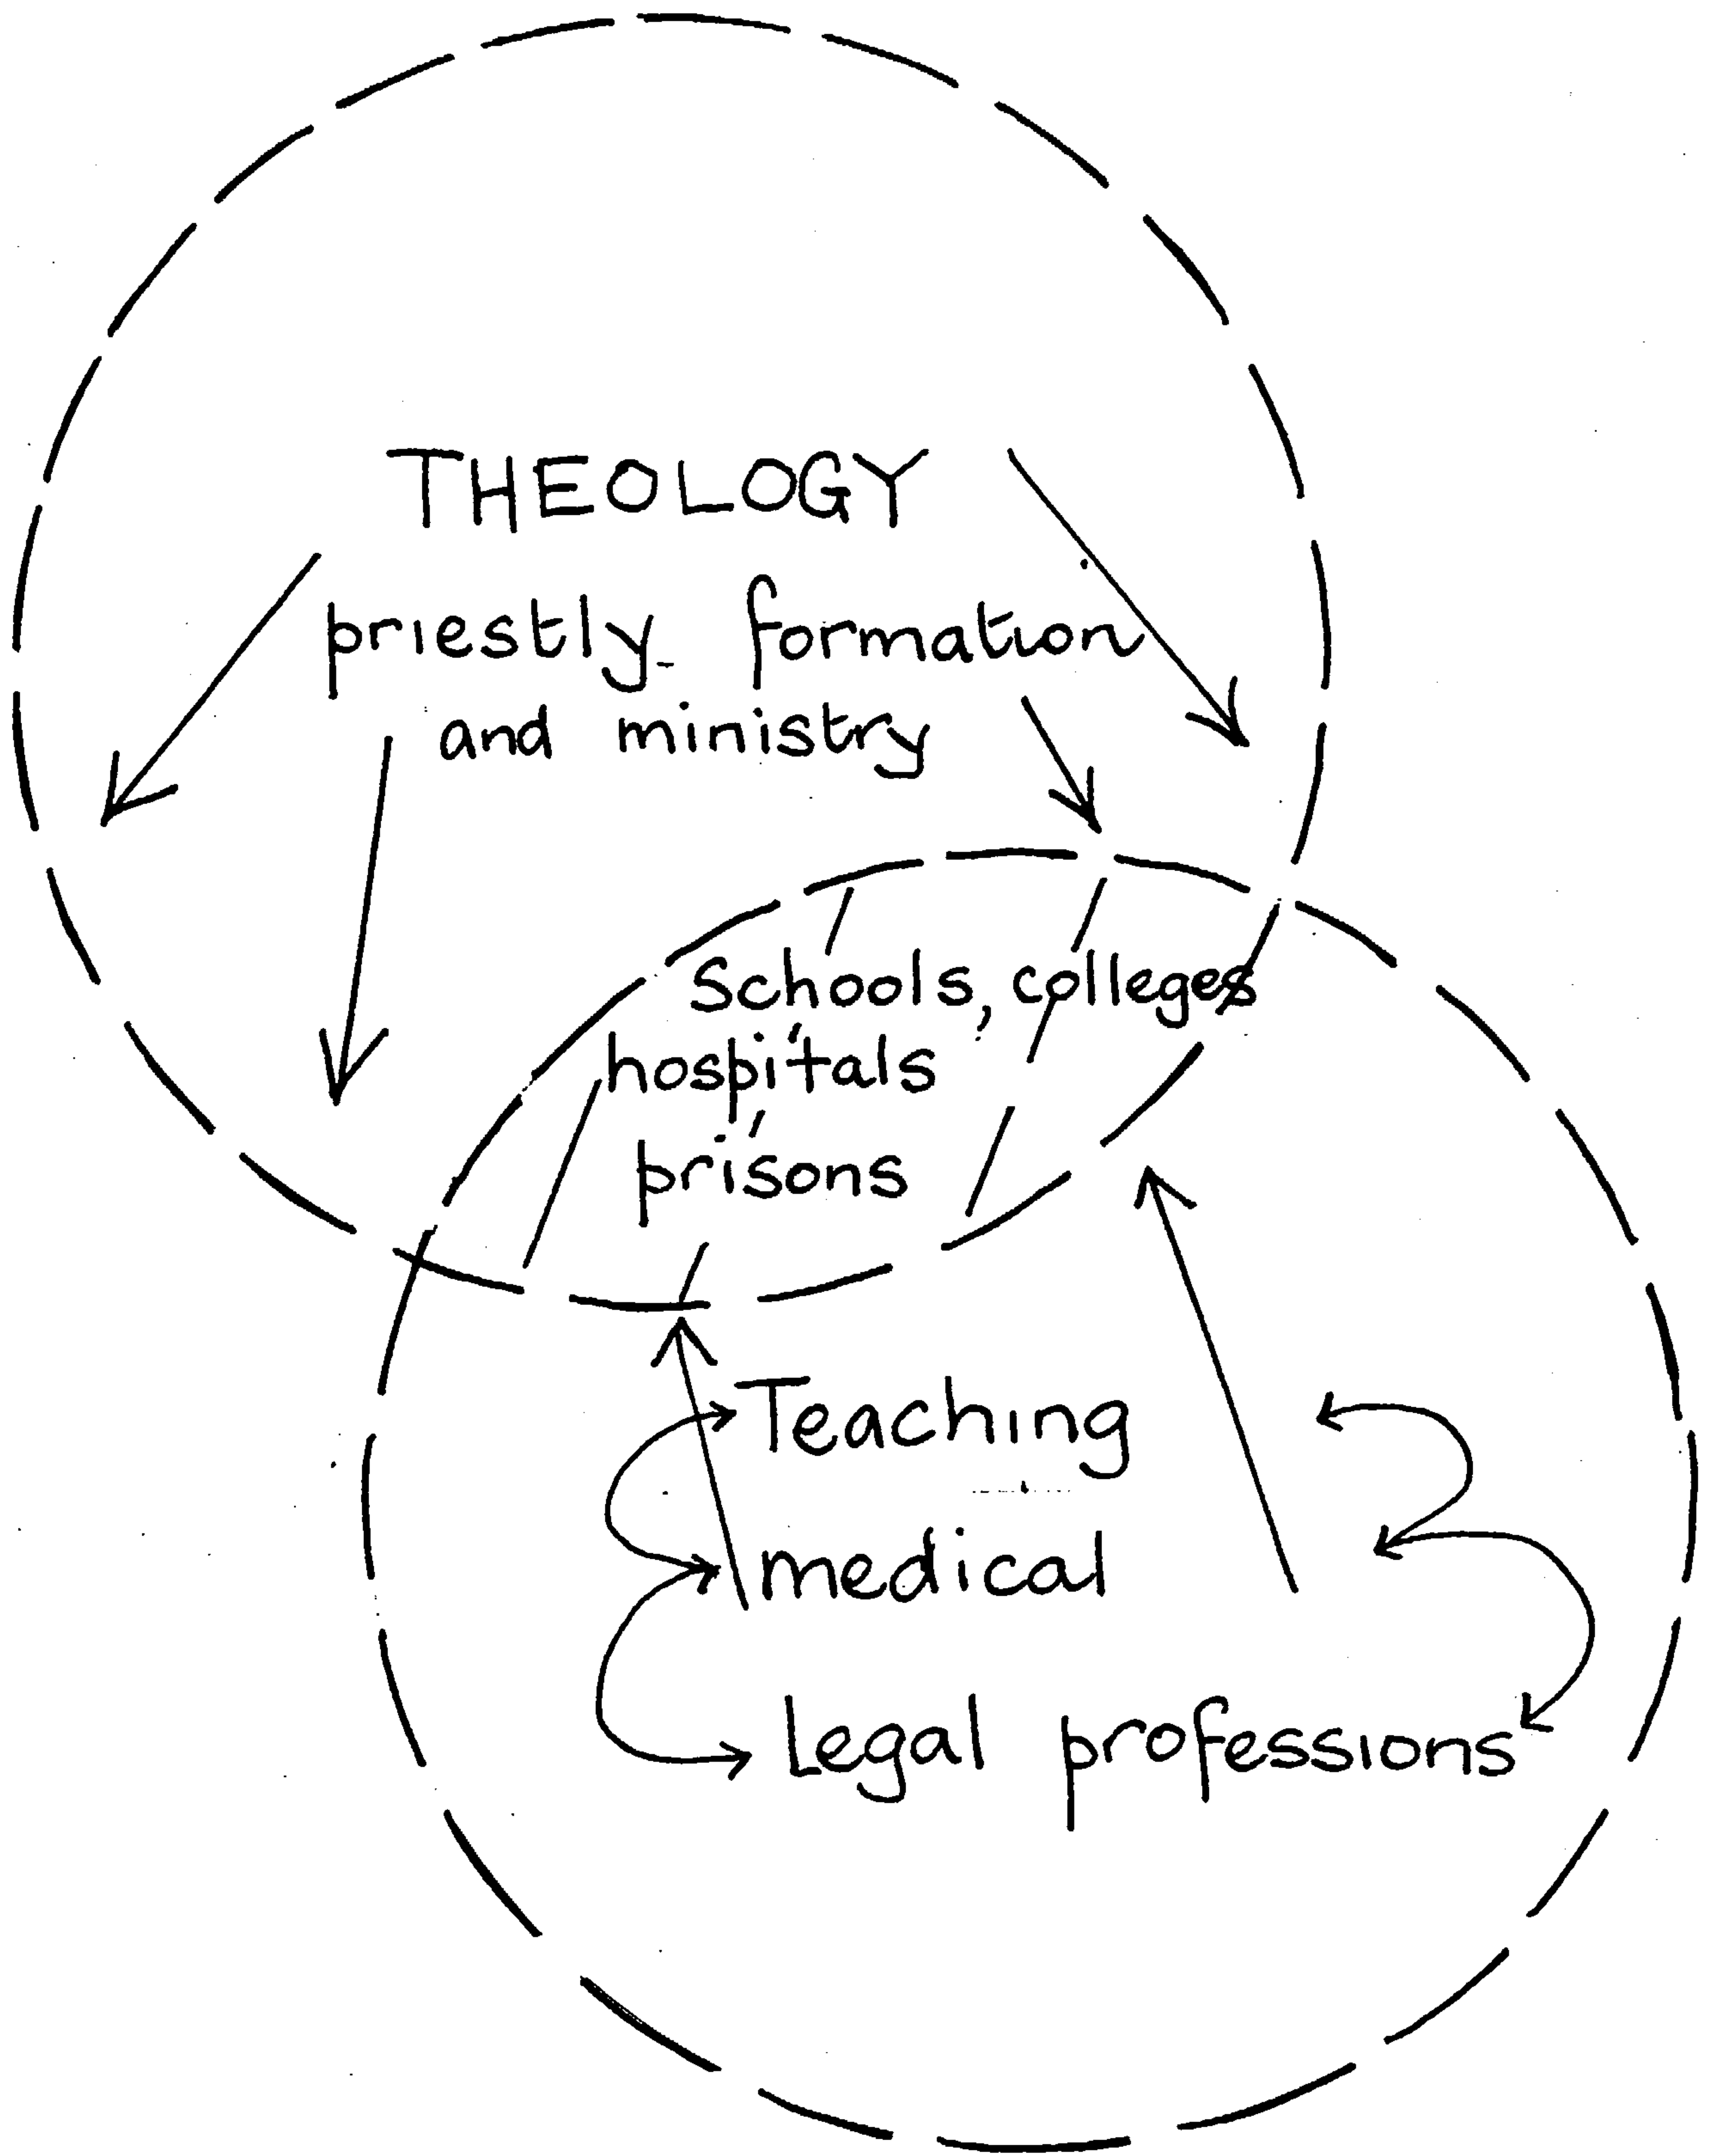 THEOLOGY
priestly formation
and ministry
Schools, colleges
hospitals
prisons
Teaching
medical
Legal professions